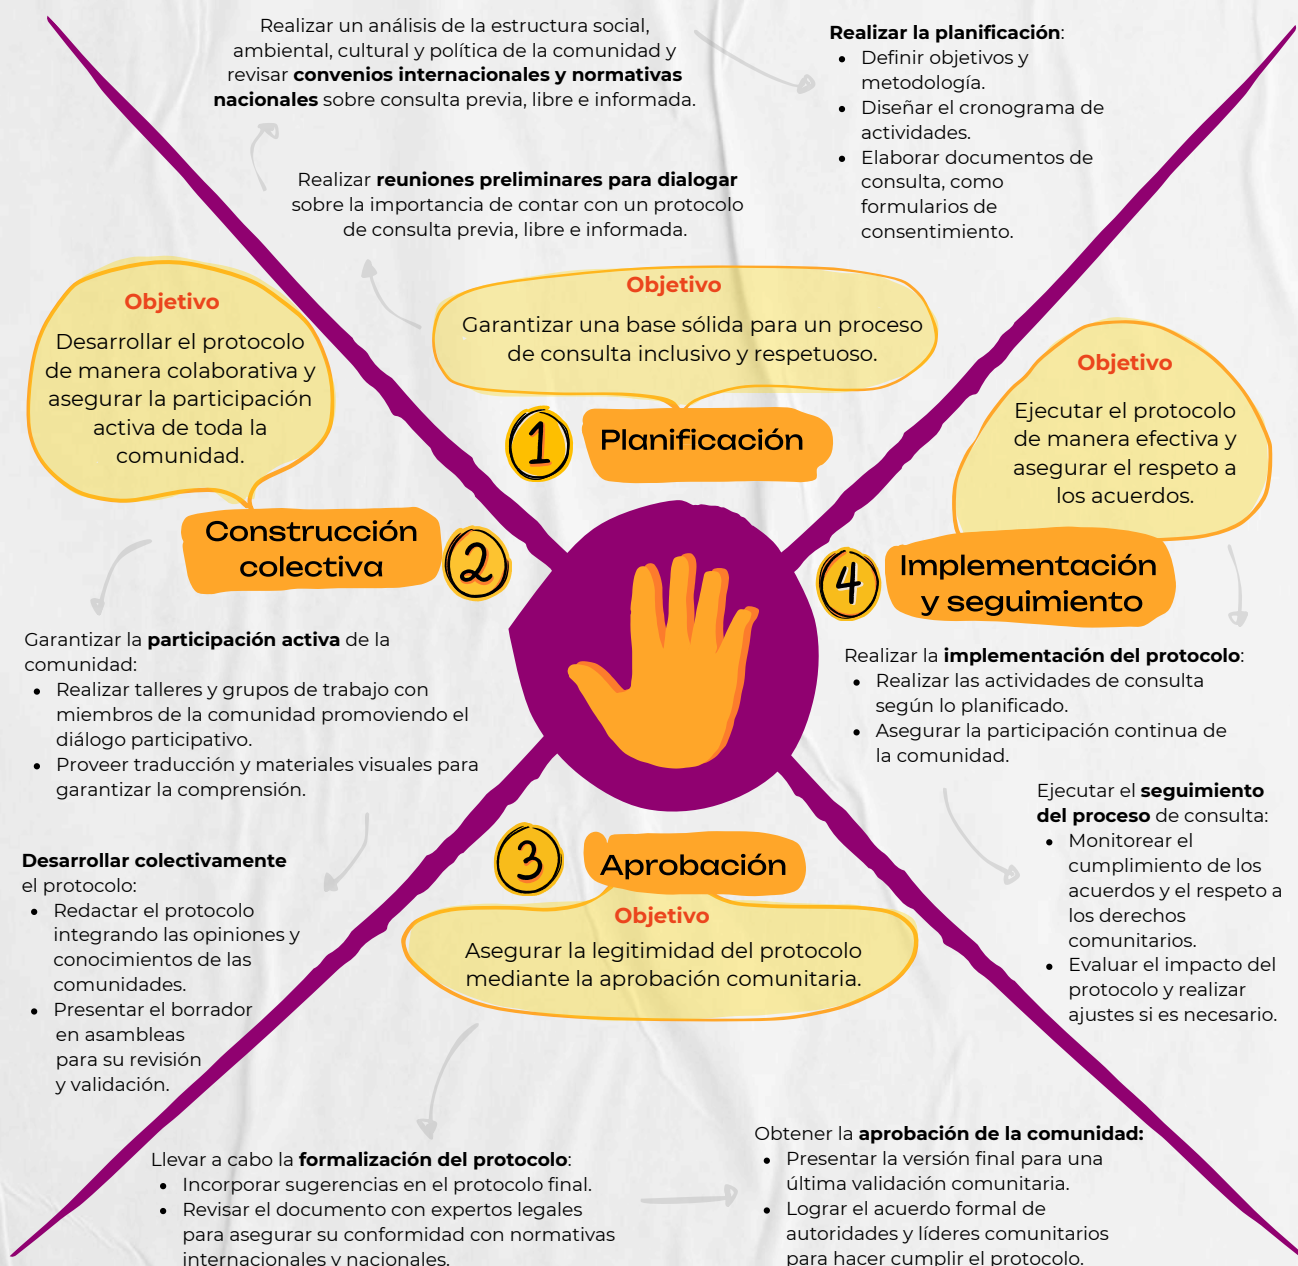 Realizar un análisis de la estructura social,
ambiental, cultural y política de la comunidad y
revisar convenios internacionales y normativas
nacionales sobre consulta previa, libre e informada.
Realizar la planificación:
• Definir objetivos y
metodología.
• Diseñar el cronograma de
actividades.
• Elaborar documentos de
consulta, como
formularios de
consentimiento.
Realizar reuniones preliminares para dialogar
sobre la importancia de contar con un protocolo
de consulta previa, libre e informada.
Objetivo
Garantizar una base sólida para un proceso
de consulta inclusivo y respetuoso.
1
Planificación
Objetivo
Desarrollar el protocolo
de manera colaborativa y
asegurar la participación
activa de toda la
comunidad.
Construcción
colectiva
2
Garantizar la participación activa de la
comunidad:
• Realizar talleres y grupos de trabajo con
miembros de la comunidad promoviendo el
diálogo participativo.
• Proveer traducción y materiales visuales para
garantizar la comprensión.
Desarrollar colectivamente
el protocolo:
• Redactar el protocolo
integrando las opiniones y
conocimientos de las
comunidades.
• Presentar el borrador
en asambleas
para su revisión
y validación.
3
Aprobación
Objetivo
Asegurar la legitimidad del protocolo
mediante la aprobación comunitaria.
Llevar a cabo la formalización del protocolo:
• Incorporar sugerencias en el protocolo final.
• Revisar el documento con expertos legales
para asegurar su conformidad con normativas
internacionales y nacionales.
Obtener la aprobación de la comunidad:
• Presentar la versión final para una
última validación comunitaria.
• Lograr el acuerdo formal de
autoridades y líderes comunitarios
para hacer cumplir el protocolo.
Objetivo
Ejecutar el protocolo
de manera efectiva y
asegurar el respeto a
los acuerdos.
4
Implementación
y seguimiento
Realizar la implementación del protocolo:
• Realizar las actividades de consulta
según lo planificado.
• Asegurar la participación continua de
la comunidad.
Ejecutar el seguimiento
del proceso de consulta:
• Monitorear el
cumplimiento de los
acuerdos y el respeto a
los derechos
comunitarios.
• Evaluar el impacto del
protocolo y realizar
ajustes si es necesario.